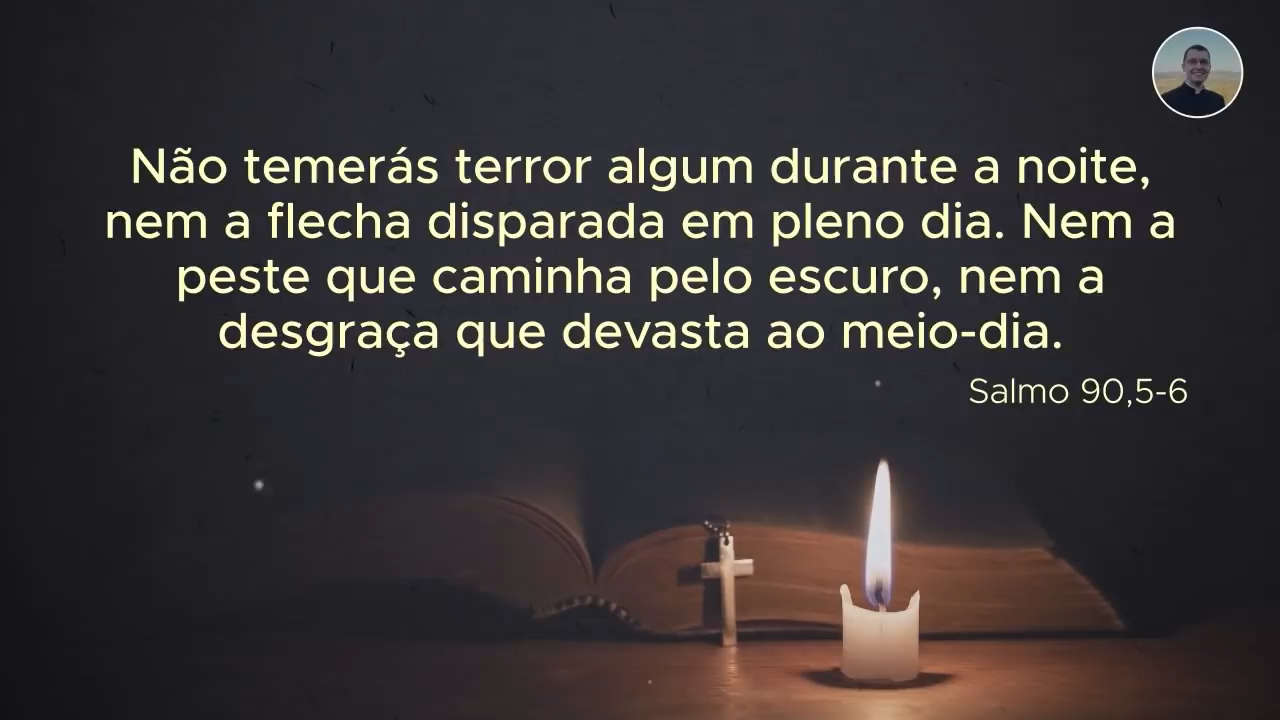 Não temerás terror algum durante a noite,
nem a flecha disparada em pleno dia. Nem a
peste que caminha pelo escuro, nem a
desgraça que devasta ao meio-dia.
Salmo 90,5-6